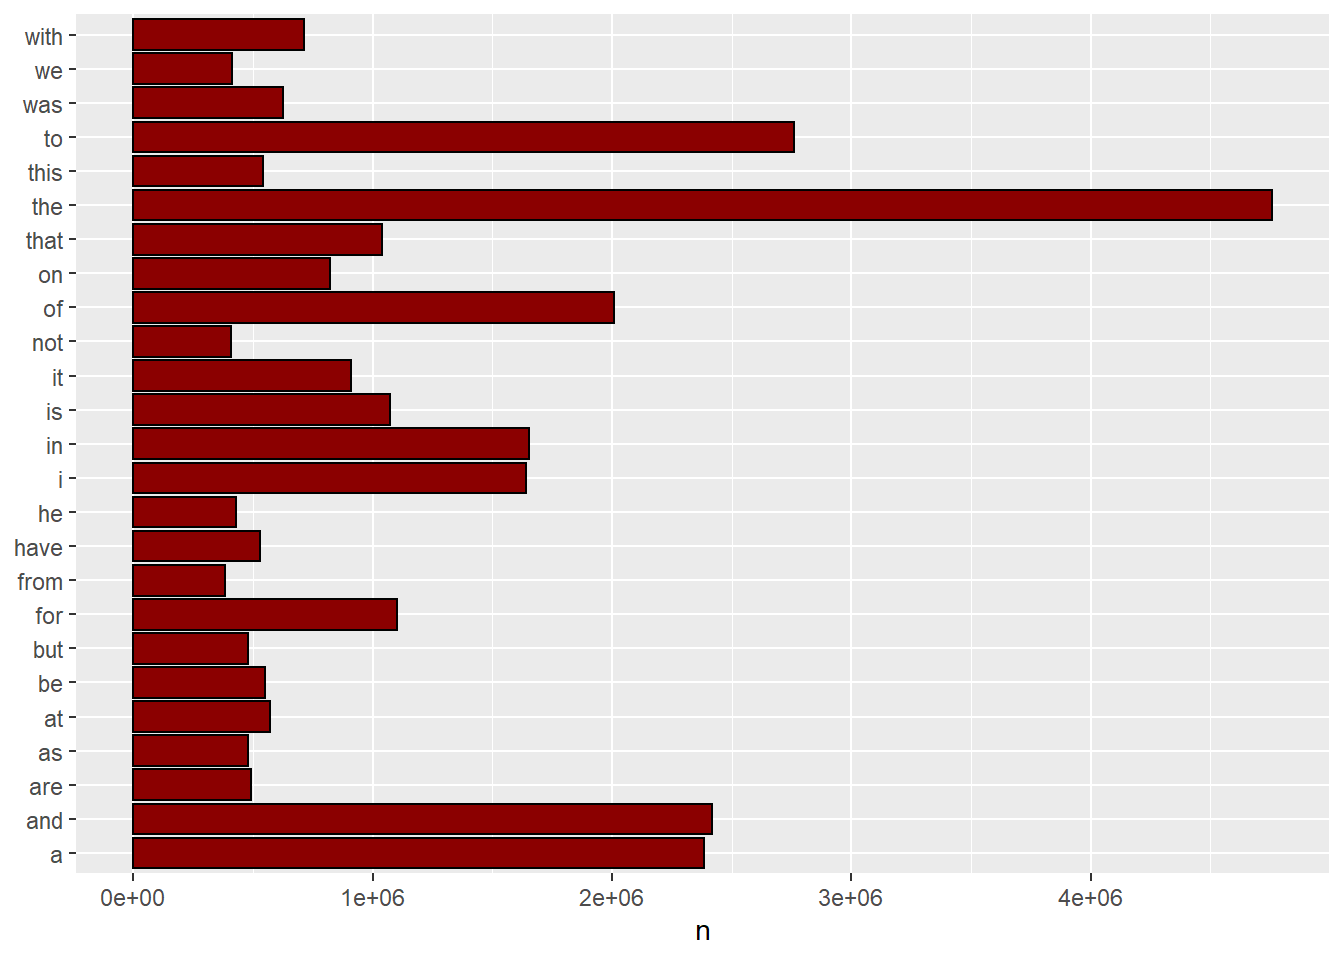 with
we
was
to
this
the
that
on
of
not
it
is
in
i
he
have
from
for
but
be
at
as
are
and
a
0e+00 1e+06 2e+06 3e+06 4e+06
n